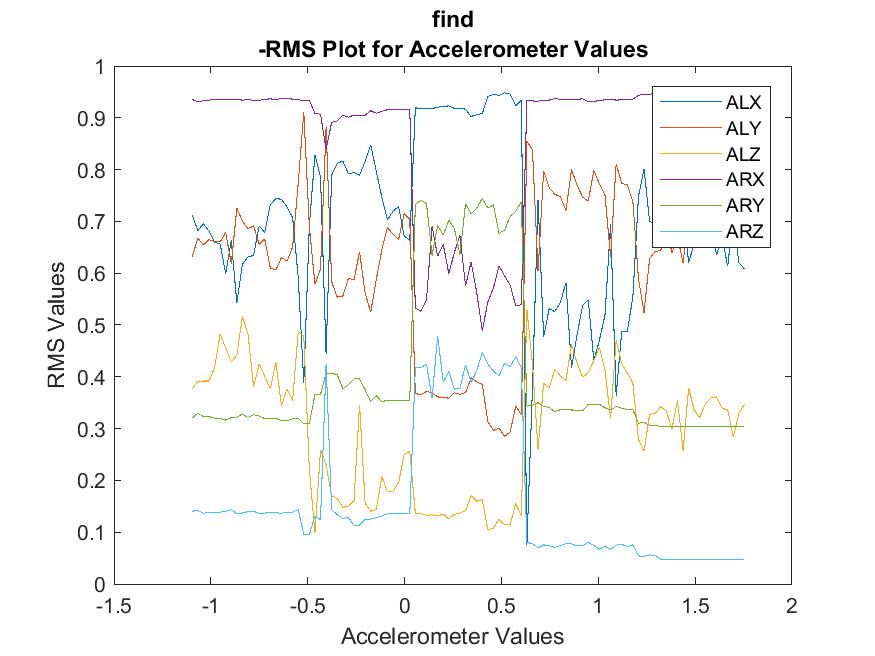 find
-RMS Plot for Accelerometer Values
1
0.9
0.8
0.7
0.6
0.5
0.4
0.3
0.2
0.1
0
RMS Values
-1.5
-1
-0.5
0
0.5
1
1.5
2
Accelerometer Values
ALX
ALY
ALZ
ARX
ARY
ARZ